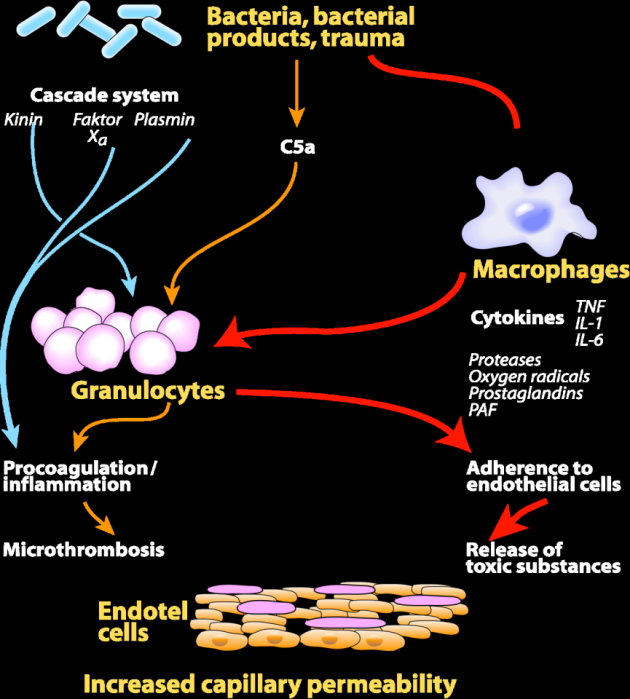 Bacteria, bacterial
products, trauma
Cascade system
Kinin Faktor Plasmin
Xa
C5a
Macrophages
Cytokines TNF
IL-1
IL-6
Proteases
Oxygen radicals
Prostaglandins
PAF
Granulocytes
Procoagulation/
inflammation
Adherence to
endothelial cells
Microthrombosis
Release of
toxic substances
Endotel
cells
Increased capillary permeability